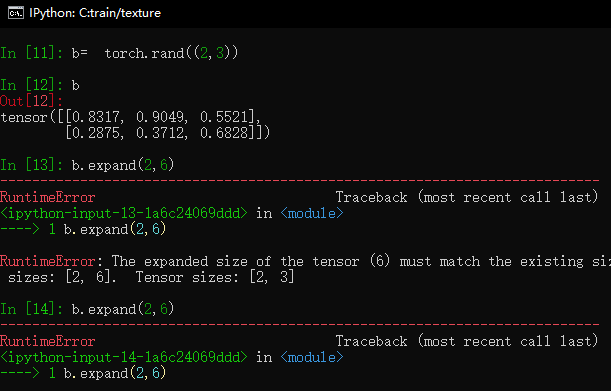 IPython: C:train/texture
In [11]: b=  torch.rand((2,3))
In [12]: b
Out[12]:
tensor([[0.8317, 0.9049, 0.5521],
        [0.2875, 0.3712, 0.6828]])
In [13]: b.expand(2,6)
---------------------------------------------------------------------------
RuntimeError                              Traceback (most recent call last)
<ipython-input-13-1a6c24069ddd> in <module>
----> 1 b.expand(2,6)
RuntimeError: The expanded size of the tensor (6) must match the existing siz
 sizes: [2, 6].  Tensor sizes: [2, 3]
In [14]: b.expand(2,6)
---------------------------------------------------------------------------
RuntimeError                              Traceback (most recent call last)
<ipython-input-14-1a6c24069ddd> in <module>
----> 1 b.expand(2,6)